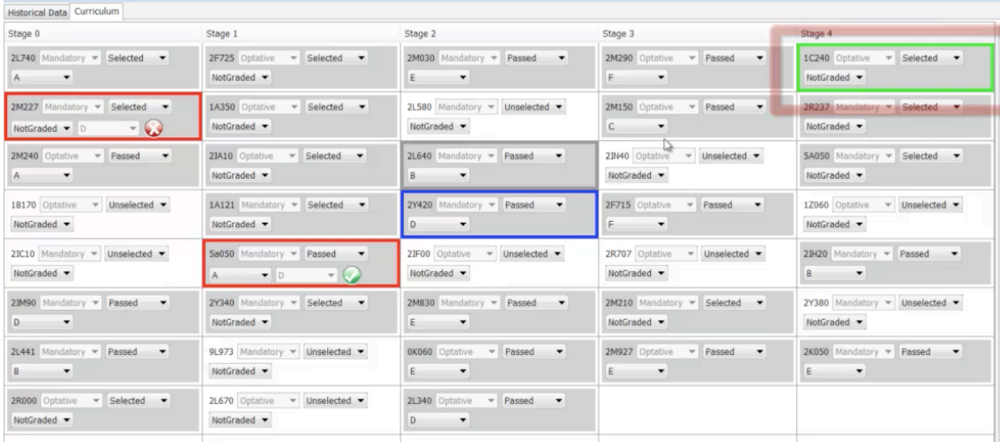 Historical Data Curriculum
Stage 0 Stage 1 Stage 2 Stage 3 Stage 4
2L740 Mandatory Selected 2F725 Optative Selected 2M030 Mandatory Passed 2M290 Optative Passed 1C240 Optative Selected
A NotGraded E F NotGraded
2M227 Mandatory Selected 1A350 Optative Selected 2L580 Mandatory Unselected 2M150 Optative Passed 2R237 Mandatory Selected
NotGraded D NotGraded NotGraded C NotGraded
2M240 Optative Passed 2IA10 Optative Selected 2L640 Mandatory Passed 2IN40 Optative Unselected 5A050 Mandatory Selected
A NotGraded B NotGraded NotGraded
1B170 Optative Unselected 1A121 Mandatory Selected 2Y420 Mandatory Passed 2F715 Optative Passed 1Z060 Optative Unselected
NotGraded NotGraded D F NotGraded
2IC10 Mandatory Unselected 5a050 Mandatory Passed 2IF00 Optative Unselected 2R707 Optative Unselected 2IH20 Mandatory Passed
NotGraded A D NotGraded NotGraded B
2IM90 Mandatory Passed 2Y340 Mandatory Selected 2M830 Mandatory Passed 2M210 Mandatory Selected 2Y380 Mandatory Unselected
D NotGraded E NotGraded NotGraded
2L441 Mandatory Passed 9L973 Mandatory Unselected 0K060 Optative Passed 2M927 Optative Passed 2K050 Mandatory Passed
B NotGraded E E E
2R000 Optative Selected 2L670 Optative Unselected 2L340 Optative Passed
NotGraded NotGraded D